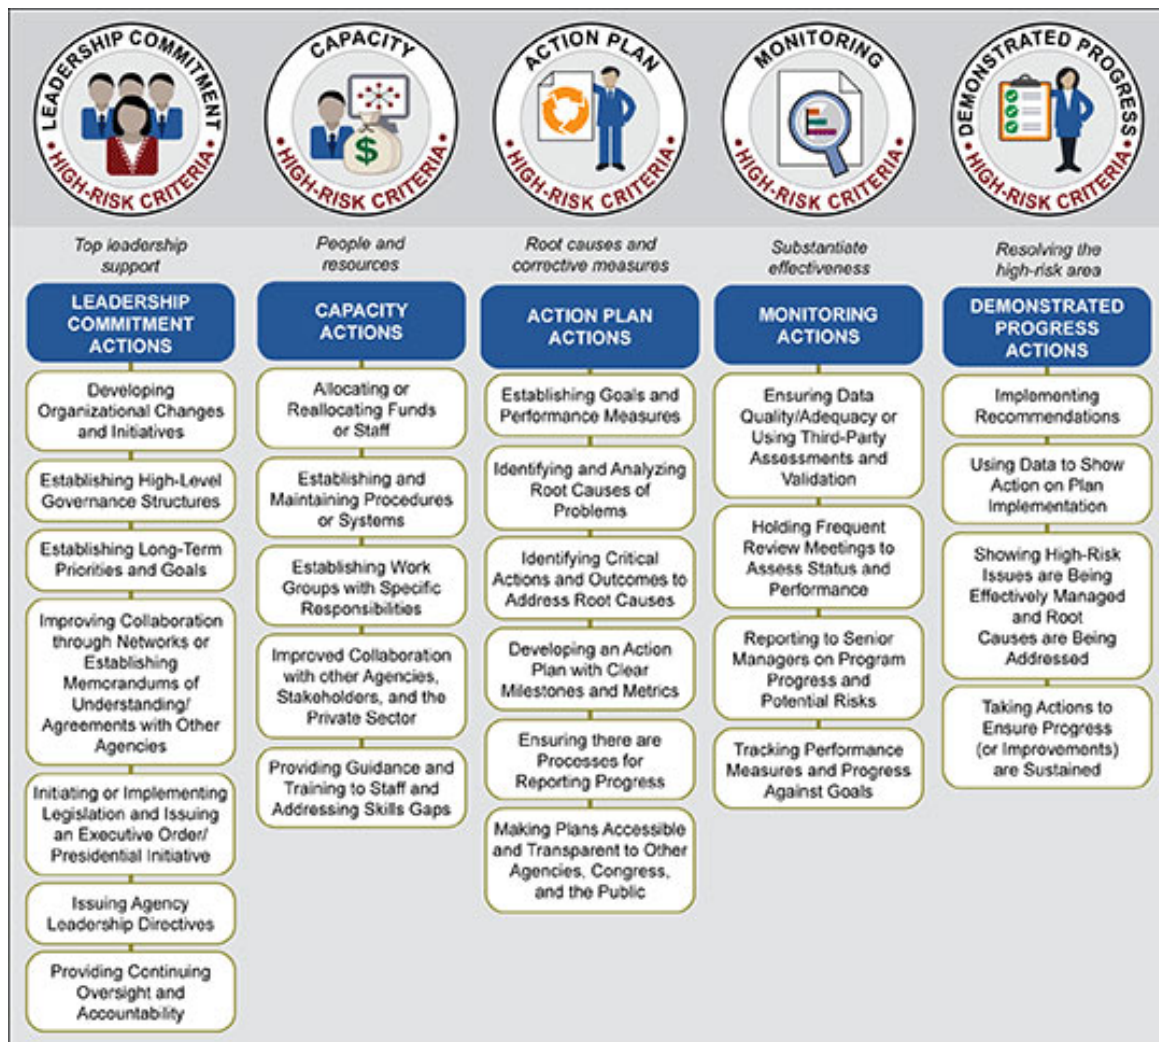 LEADERSHIP COMMITMENT
HIGH-RISK CRITERIA
CAPACITY
HIGH-RISK CRITERIA
$
ACTION PLAN
HIGH-RISK CRITERIA
MONITORING
HIGH-RISK CRITERIA
DEMONSTRATED PROGRESS
HIGH-RISK CRITERIA
Top leadership
support
LEADERSHIP
COMMITMENT
ACTIONS
Developing
Organizational Changes
and Initiatives
Establishing High-Level
Governance Structures
Establishing Long-Term
Priorities and Goals
Improving Collaboration
through Networks or
Establishing
Memorandums of
Understanding/
Agreements with Other
Agencies
Initiating or Implementing
Legislation and Issuing
an Executive Order/
Presidential Initiative
Issuing Agency
Leadership Directives
Providing Continuing
Oversight and
Accountability
People and
resources
CAPACITY
ACTIONS
Allocating or
Reallocating Funds
or Staff
Establishing and
Maintaining Procedures
or Systems
Establishing Work
Groups with Specific
Responsibilities
Improved Collaboration
with other Agencies,
Stakeholders, and the
Private Sector
Providing Guidance and
Training to Staff and
Addressing Skills Gaps
Root causes and
corrective measures
ACTION PLAN
ACTIONS
Establishing Goals and
Performance Measures
Identifying and Analyzing
Root Causes of
Problems
Identifying Critical
Actions and Outcomes to
Address Root Causes
Developing an Action
Plan with Clear
Milestones and Metrics
Ensuring there are
Processes for
Reporting Progress
Making Plans Accessible
and Transparent to Other
Agencies, Congress,
and the Public
Substantiate
effectiveness
MONITORING
ACTIONS
Ensuring Data
Quality/Adequacy or
Using Third-Party
Assessments and
Validation
Holding Frequent
Review Meetings to
Assess Status and
Performance
Reporting to Senior
Managers on Program
Progress and
Potential Risks
Tracking Performance
Measures and Progress
Against Goals
Resolving the
high-risk area
DEMONSTRATED
PROGRESS
ACTIONS
Implementing
Recommendations
Using Data to Show
Action on Plan
Implementation
Showing High-Risk
Issues are Being
Effectively Managed
and Root
Causes are Being
Addressed
Taking Actions to
Ensure Progress
(or Improvements)
are Sustained